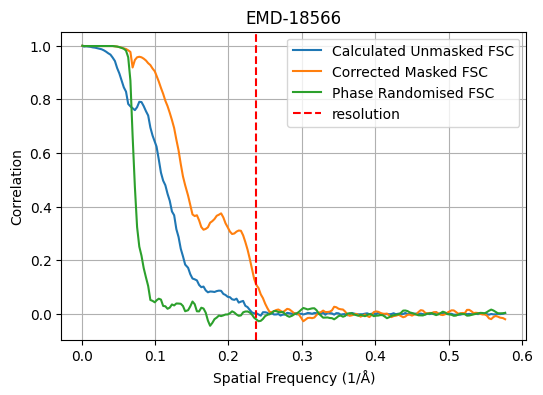 EMD-18566
Calculated Unmasked FSC
Corrected Masked FSC
Phase Randomised FSC
resolution
Correlation
1.0
0.8
0.6
0.4
0.2
0.0
0.0 0.1 0.2 0.3 0.4 0.5 0.6
Spatial Frequency (1/Å)